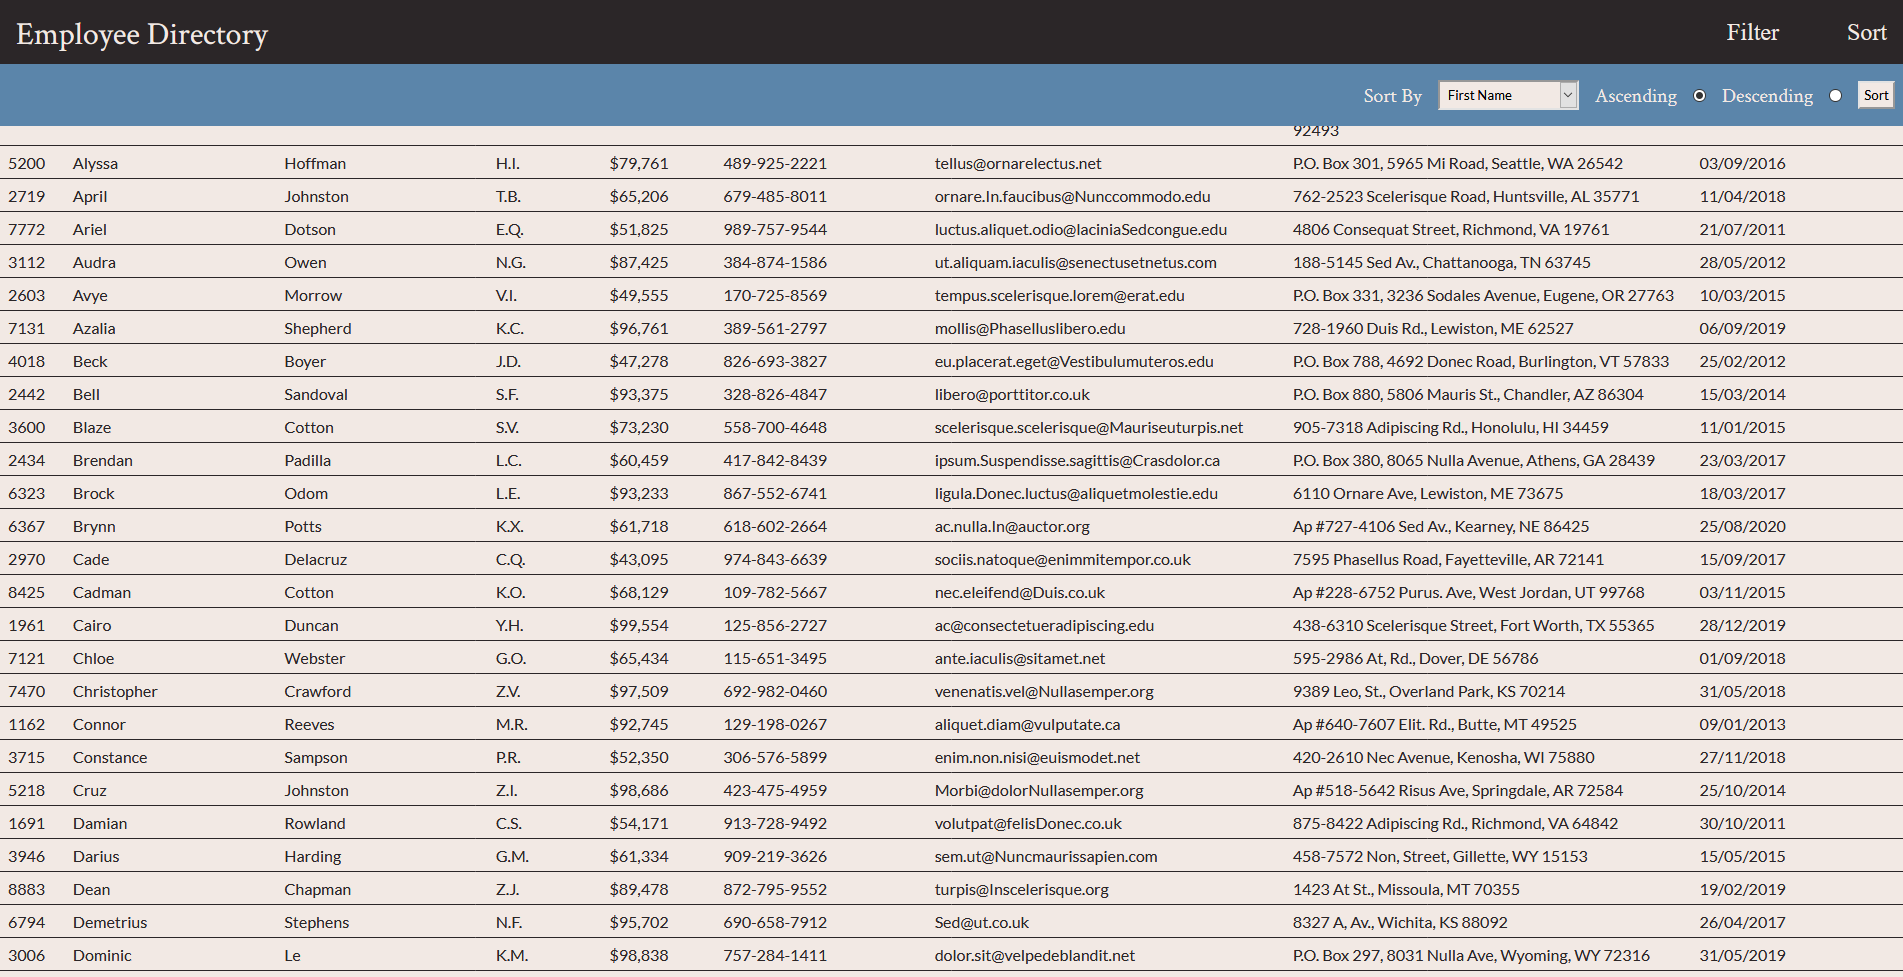 Employee Directory Filter Sort
Sort By First Name Ascending Descending Sort
92493
5200 Alyssa Hoffman H.I. $79,761 489-925-2221 tellus@ornarelectus.net P.O. Box 301, 5965 Mi Road, Seattle, WA 26542 03/09/2016
2719 April Johnston T.B. $65,206 679-485-8011 ornare.In.faucibus@Nunccommodo.edu 762-2523 Scelerisque Road, Huntsville, AL 35771 11/04/2018
7772 Ariel Dotson E.Q. $51,825 989-757-9544 luctus.aliquet.odio@laciniaSedcongue.edu 4806 Consequat Street, Richmond, VA 19761 21/07/2011
3112 Audra Owen N.G. $87,425 384-874-1586 ut.aliquam.iaculis@senectusetnetus.com 188-5145 Sed Av., Chattanooga, TN 63745 28/05/2012
2603 Avye Morrow V.I. $49,555 170-725-8569 tempus.scelerisque.lorem@erat.edu P.O. Box 331, 3236 Sodales Avenue, Eugene, OR 27763 10/03/2015
7131 Azalia Shepherd K.C. $96,761 389-561-2797 mollis@Phaselluslibero.edu 728-1960 Duis Rd., Lewiston, ME 62527 06/09/2019
4018 Beck Boyer J.D. $47,278 826-693-3827 eu.placerat.eget@Vestibulumuteros.edu P.O. Box 788, 4692 Donec Road, Burlington, VT 57833 25/02/2012
2442 Bell Sandoval S.F. $93,375 328-826-4847 libero@porttitor.co.uk P.O. Box 880, 5806 Mauris St., Chandler, AZ 86304 15/03/2014
3600 Blaze Cotton S.V. $73,230 558-700-4648 scelerisque.scelerisque@Mauriseuturpis.net 905-7318 Adipiscing Rd., Honolulu, HI 34459 11/01/2015
2434 Brendan Padilla L.C. $60,459 417-842-8439 ipsum.Suspendisse.sagittis@Crasdolor.ca P.O. Box 380, 8065 Nulla Avenue, Athens, GA 28439 23/03/2017
6323 Brock Odom L.E. $93,233 867-552-6741 ligula.Donec.luctus@aliquetmolestie.edu 6110 Ornare Ave, Lewiston, ME 73675 18/03/2017
6367 Brynn Potts K.X. $61,718 618-602-2664 ac.nulla.In@auctor.org Ap #727-4106 Sed Av., Kearney, NE 86425 25/08/2020
2970 Cade Delacruz C.Q. $43,095 974-843-6639 sociis.natoque@enimmitempor.co.uk 7595 Phasellus Road, Fayetteville, AR 72141 15/09/2017
8425 Cadman Cotton K.O. $68,129 109-782-5667 nec.eleifend@Duis.co.uk Ap #228-6752 Purus. Ave, West Jordan, UT 99768 03/11/2015
1961 Cairo Duncan Y.H. $99,554 125-856-2727 ac@consectetueradipiscing.edu 438-6310 Scelerisque Street, Fort Worth, TX 55365 28/12/2019
7121 Chloe Webster G.O. $65,434 115-651-3495 ante.iaculis@sitamet.net 595-2986 At, Rd., Dover, DE 56786 01/09/2018
7470 Christopher Crawford Z.V. $97,509 692-982-0460 venenatis.vel@Nullasemper.org 9389 Leo, St., Overland Park, KS 70214 31/05/2018
1162 Connor Reeves M.R. $92,745 129-198-0267 aliquet.diam@vulputate.ca Ap #640-7607 Elit. Rd., Butte, MT 49525 09/01/2013
3715 Constance Sampson P.R. $52,350 306-576-5899 enim.non.nisi@euismodet.net 420-2610 Nec Avenue, Kenosha, WI 75880 27/11/2018
5218 Cruz Johnston Z.I. $98,686 423-475-4959 Morbi@dolorNullasemper.org Ap #518-5642 Risus Ave, Springdale, AR 72584 25/10/2014
1691 Damian Rowland C.S. $54,171 913-728-9492 volutpat@felisDonec.co.uk 875-8422 Adipiscing Rd., Richmond, VA 64842 30/10/2011
3946 Darius Harding G.M. $61,334 909-219-3626 sem.ut@Nuncmaurissapien.com 458-7572 Non, Street, Gillette, WY 15153 15/05/2015
8883 Dean Chapman Z.J. $89,478 872-795-9552 turpis@Inscelerisque.org 1423 At St., Missoula, MT 70355 19/02/2019
6794 Demetrius Stephens N.F. $95,702 690-658-7912 Sed@ut.co.uk 8327 A, Av., Wichita, KS 88092 26/04/2017
3006 Dominic Le K.M. $98,838 757-284-1411 dolor.sit@velpedeblandit.net P.O. Box 297, 8031 Nulla Ave, Wyoming, WY 72316 31/05/2019